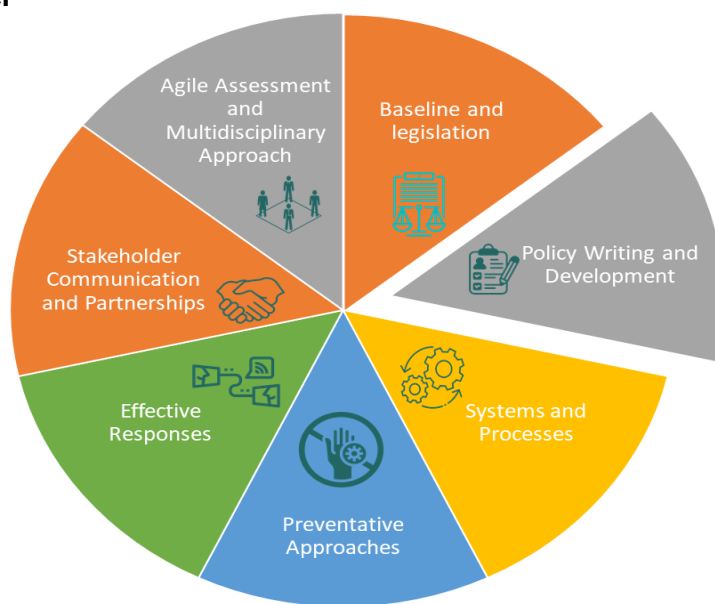 Agile Assessment
and
Multidisciplinary
Approach
Baseline and
legislation
Policy Writing and
Development
Systems and
Processes
Preventative
Approaches
Effective
Responses
Stakeholder
Communication
and Partnerships